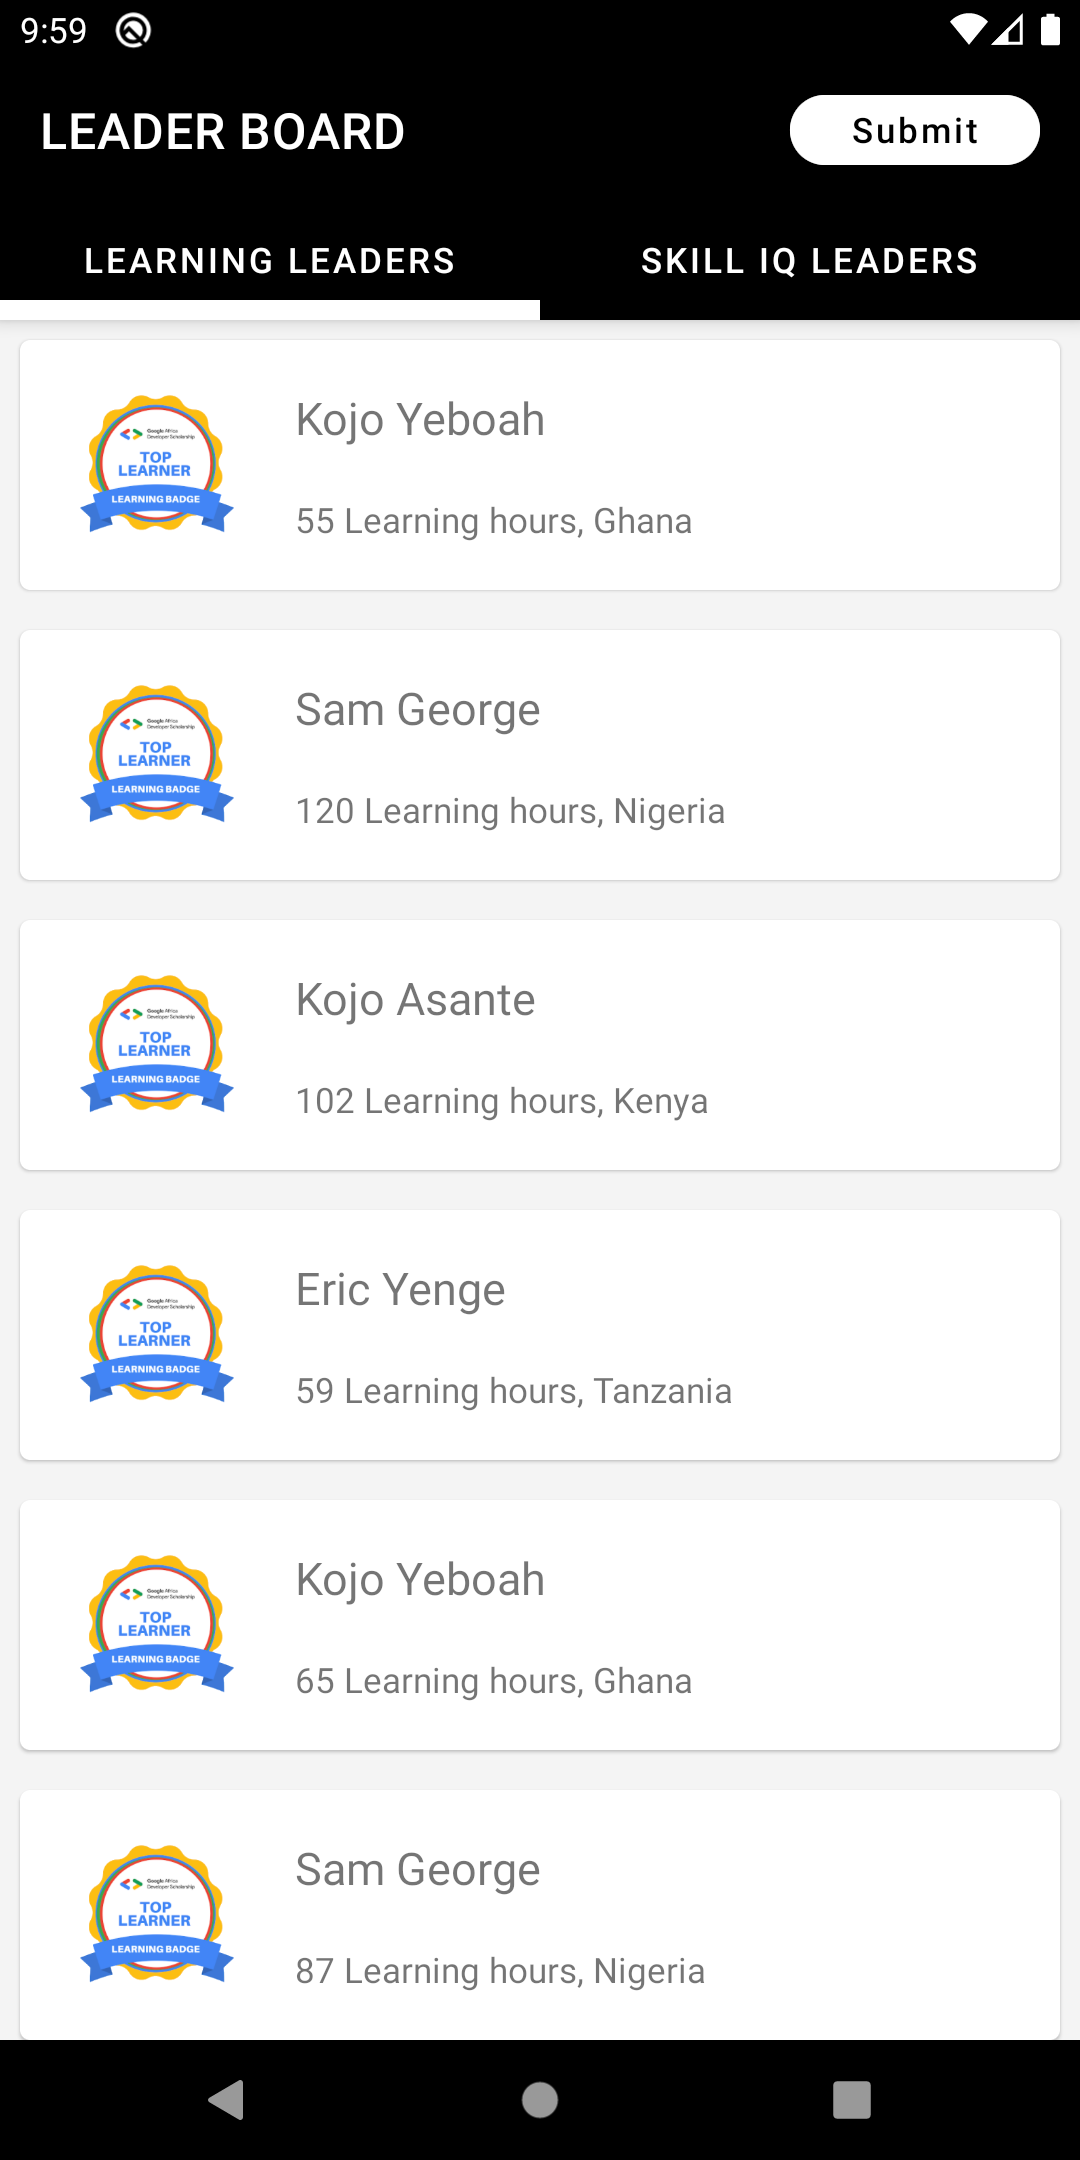 9:59
LEADER BOARD
Submit
LEARNING LEADERS
SKILL IQ LEADERS
Google Africa
Developer Scholarship
TOP
LEARNER
LEARNING BADGE
Kojo Yeboah
55 Learning hours, Ghana
Google Africa
Developer Scholarship
TOP
LEARNER
LEARNING BADGE
Sam George
120 Learning hours, Nigeria
Google Africa
Developer Scholarship
TOP
LEARNER
LEARNING BADGE
Kojo Asante
102 Learning hours, Kenya
Google Africa
Developer Scholarship
TOP
LEARNER
LEARNING BADGE
Eric Yenge
59 Learning hours, Tanzania
Google Africa
Developer Scholarship
TOP
LEARNER
LEARNING BADGE
Kojo Yeboah
65 Learning hours, Ghana
Google Africa
Developer Scholarship
TOP
LEARNER
LEARNING BADGE
Sam George
87 Learning hours, Nigeria